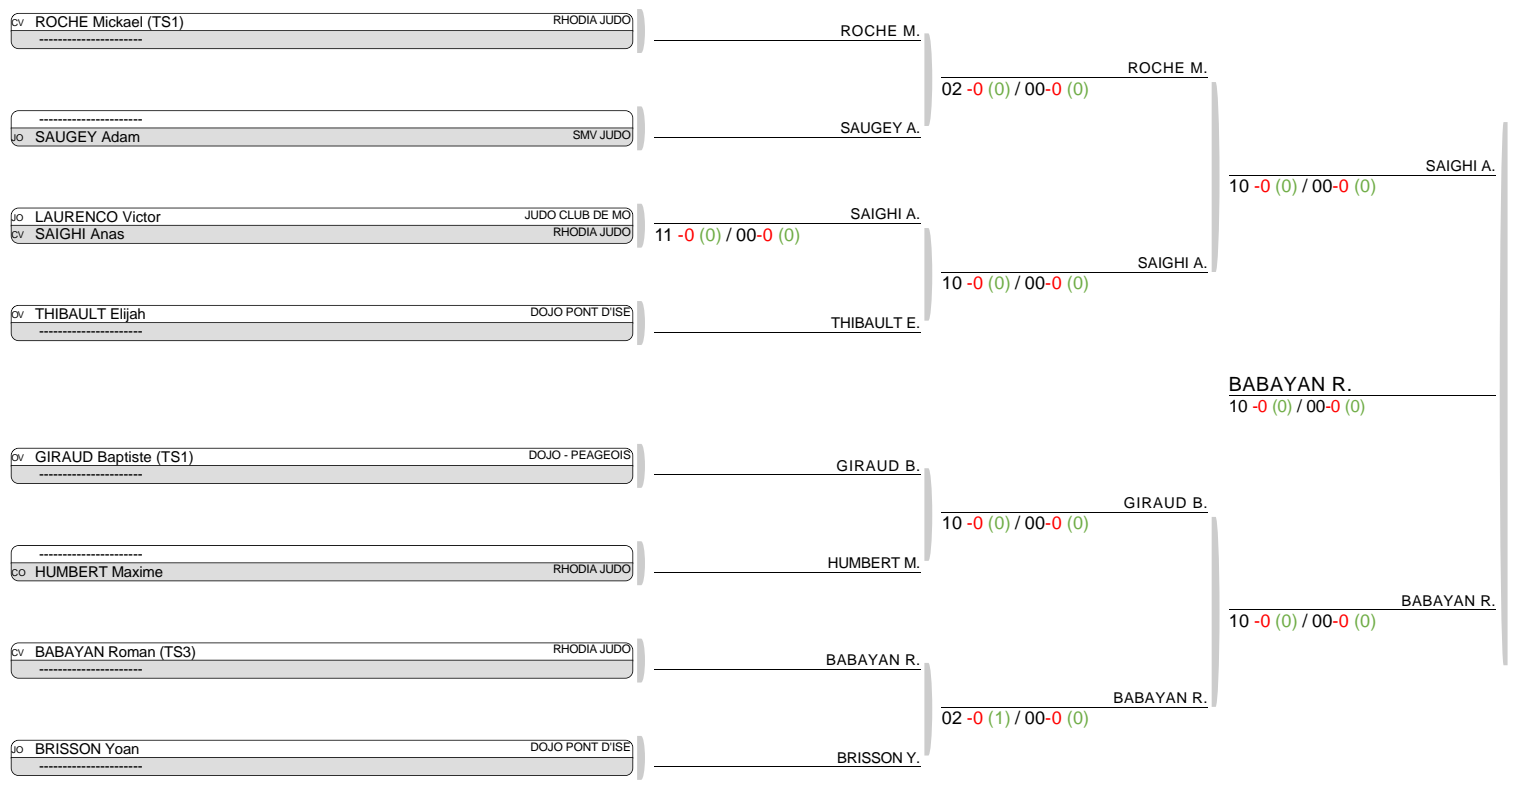 CV ROCHE Mickael (TS1) RHODIA JUDO
----------------------
----------------------
JO SAUGEY Adam SMV JUDO
JO LAURENCO Victor JUDO CLUB DE MO
CV SAIGHI Anas RHODIA JUDO
OV THIBAULT Elijah DOJO PONT D'ISE
----------------------
OV GIRAUD Baptiste (TS1) DOJO - PEAGEOIS
----------------------
----------------------
CO HUMBERT Maxime RHODIA JUDO
CV BABAYAN Roman (TS3) RHODIA JUDO
----------------------
JO BRISSON Yoan DOJO PONT D'ISE
----------------------
ROCHE M.
SAUGEY A.
SAIGHI A.
11 -0 (0) / 00-0 (0)
THIBAULT E.
GIRAUD B.
HUMBERT M.
BABAYAN R.
BRISSON Y.
ROCHE M.
02 -0 (0) / 00-0 (0)
SAIGHI A.
10 -0 (0) / 00-0 (0)
GIRAUD B.
10 -0 (0) / 00-0 (0)
BABAYAN R.
02 -0 (1) / 00-0 (0)
SAIGHI A.
10 -0 (0) / 00-0 (0)
BABAYAN R.
10 -0 (0) / 00-0 (0)
BABAYAN R.
10 -0 (0) / 00-0 (0)